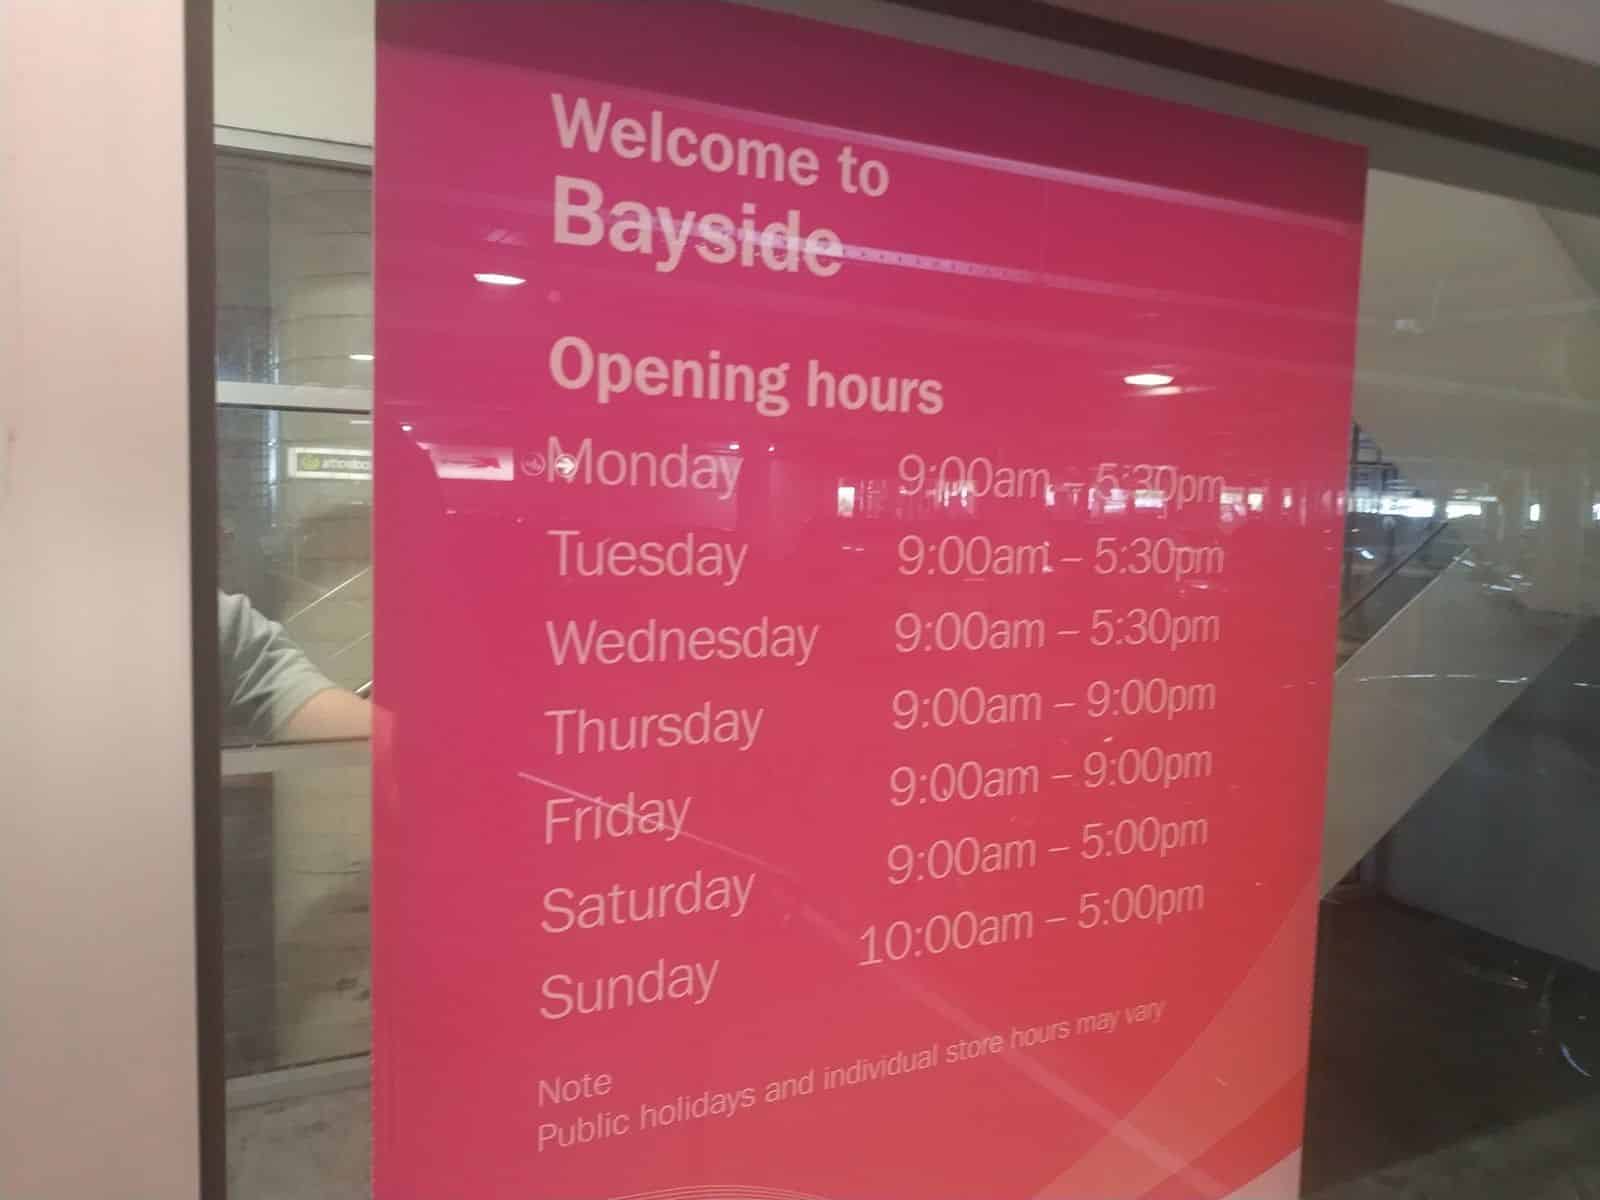 Welcome to
Bayside
Opening hours
Monday 9:00am – 5:30pm
Tuesday 9:00am – 5:30pm
Wednesday 9:00am – 5:30pm
Thursday 9:00am – 9:00pm
Friday 9:00am – 9:00pm
Saturday 9:00am – 5:00pm
Sunday 10:00am – 5:00pm
Note
Public holidays and individual store hours may vary